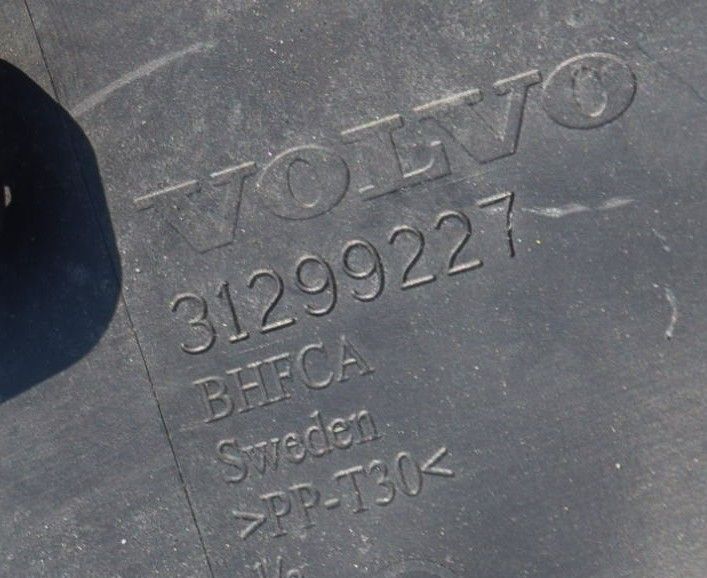 VOLVO
31299227
BHFCA
Sweden
>PP-T30<